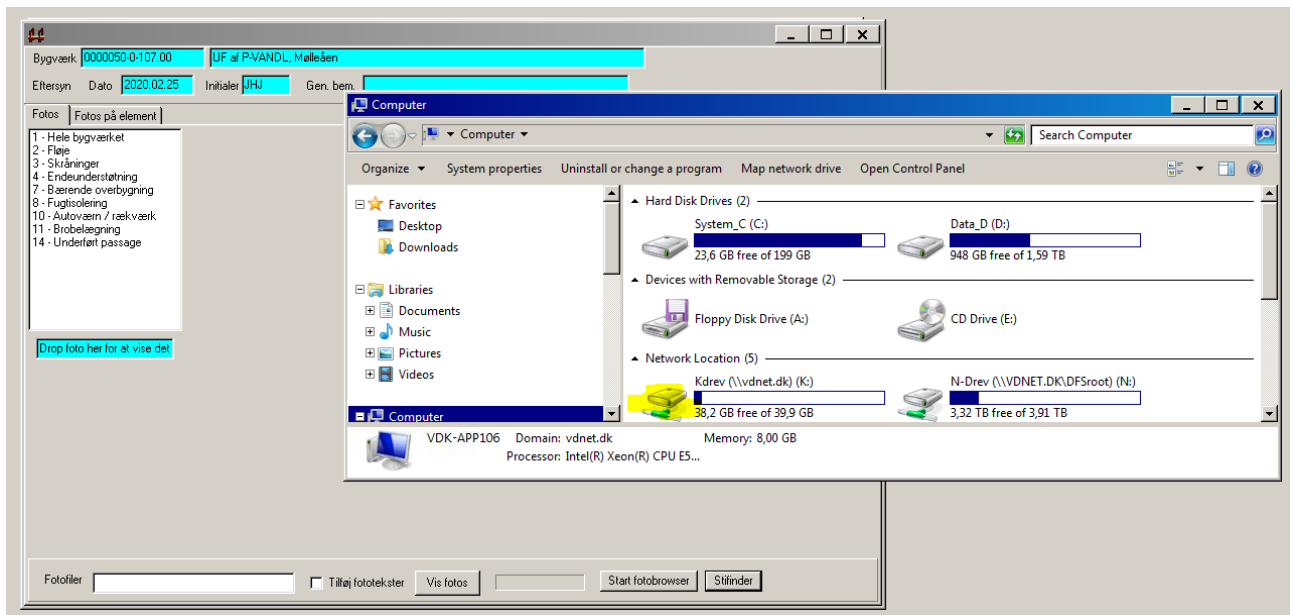 Bygværk 0000050-0-107.00 UF af P-VANDL, Mølleåen
Eftersyn Dato 2020.02.25 Initialer JHJ Gen. bem.
Fotos Fotos på element
1 - Hele bygværket
2 - Fløje
3 - Skråninger
4 - Endeunderstøtning
7 - Bærende overbygning
8 - Fugtisolering
10 - Autoværn / rækværk
11 - Brobelægning
14 - Underført passage
Drop foto her for at vise det
Computer
Computer
Search Computer
Organize System properties Uninstall or change a program Map network drive Open Control Panel
Favorites
Desktop
Downloads
Libraries
Documents
Music
Pictures
Videos
Computer
Hard Disk Drives (2)
System_C (C:)
23,6 GB free of 199 GB
Data_D (D:)
948 GB free of 1,59 TB
Devices with Removable Storage (2)
Floppy Disk Drive (A:)
CD Drive (E:)
Network Location (5)
Kdrev (\\vdnet.dk) (K:)
38,2 GB free of 39,9 GB
N-Drev (\\VDNET.DK\DFSroot) (N:)
3,32 TB free of 3,91 TB
VDK-APP106 Domain: vdnet.dk Memory: 8,00 GB
Processor: Intel(R) Xeon(R) CPU E5...
Fotofiler Tilføj fototekster Vis fotos Start fotobrowser Stifinder